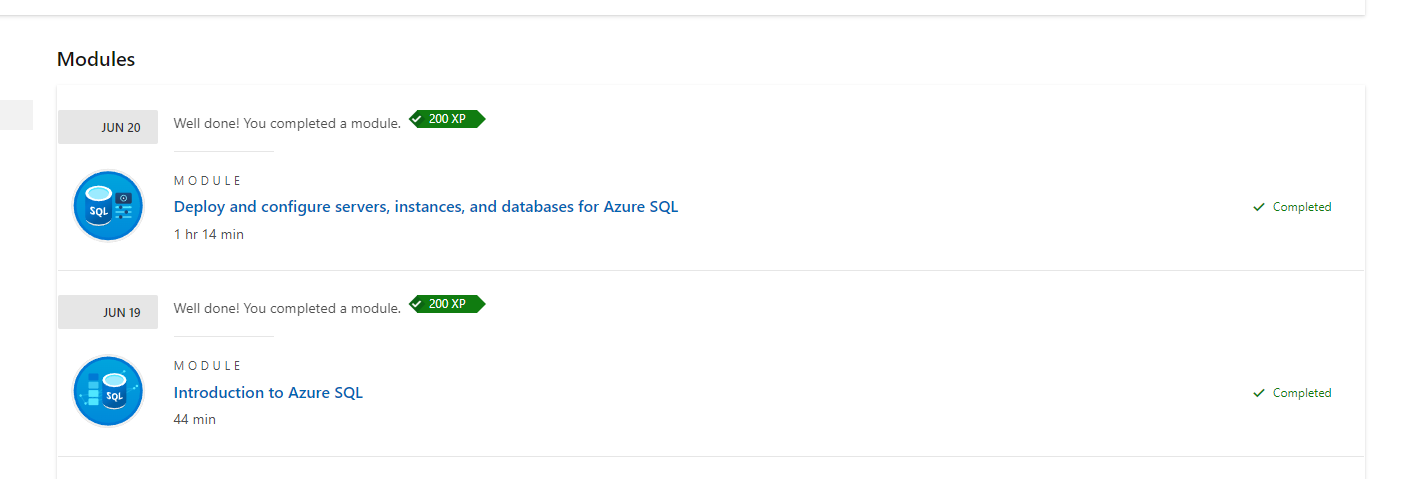 Modules
JUN 20
Well done! You completed a module. 200 XP
MODULE
SQL
Deploy and configure servers, instances, and databases for Azure SQL
Completed
1 hr 14 min
JUN 19
Well done! You completed a module. 200 XP
MODULE
SQL
Introduction to Azure SQL
Completed
44 min